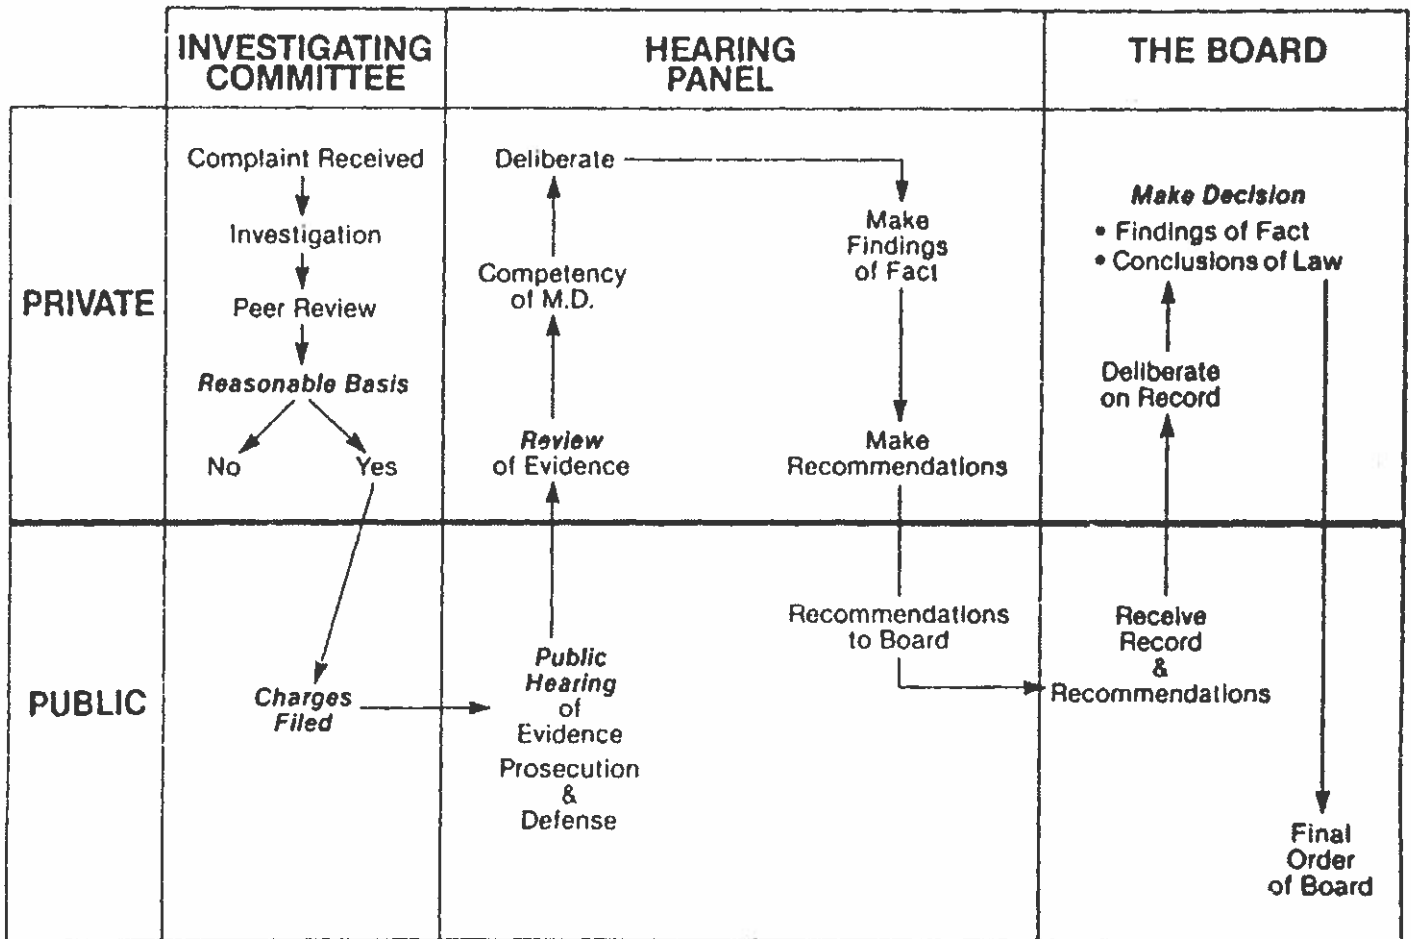 INVESTIGATING
COMMITTEE
HEARING
PANEL
THE BOARD
PRIVATE
Complaint Received
Investigation
Peer Review
Reasonable Basis
No
Yes
Deliberate
Competency
of M.D.
Review
of Evidence
Make
Findings
of Fact
Make
Recommendations
Make Decision
• Findings of Fact
• Conclusions of Law
Deliberate
on Record
PUBLIC
Charges
Filed
Public
Hearing
of
Evidence
Prosecution
&
Defense
Recommendations
to Board
Receive
Record
&
Recommendations
Final
Order
of Board